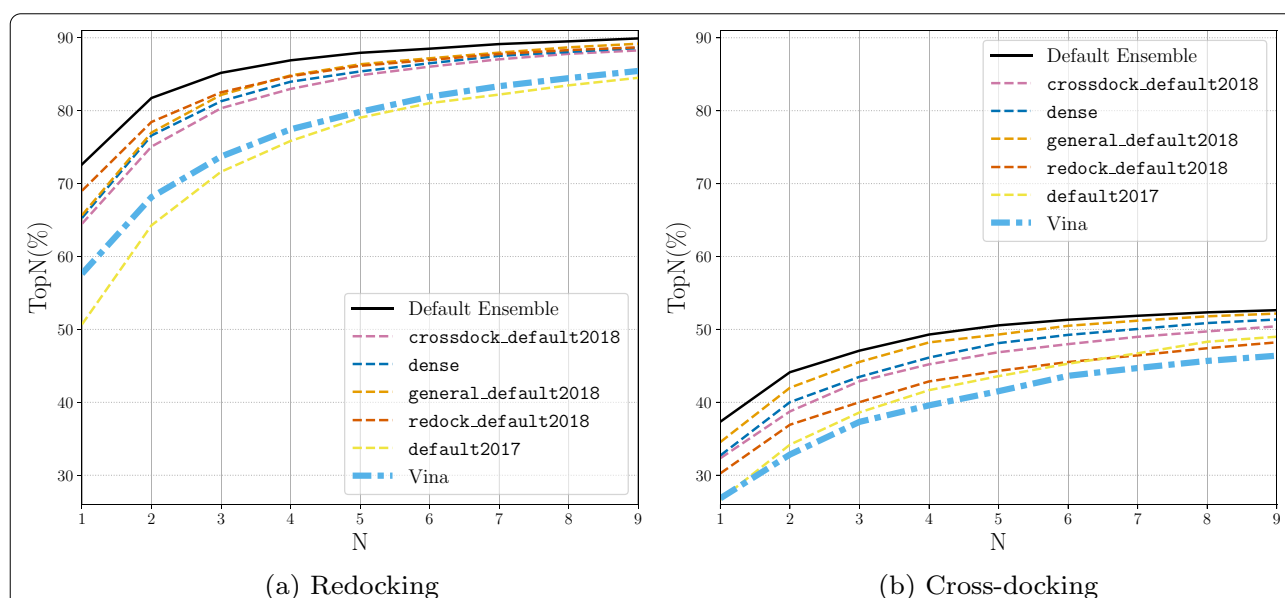 90
80
70
60
50
40
30
TopN(%)
1 2 3 4 5 6 7 8 9
N
Default Ensemble
crossdock_default2018
dense
general_default2018
redock_default2018
default2017
Vina
(a) Redocking
90
80
70
60
50
40
30
TopN(%)
1 2 3 4 5 6 7 8 9
N
Default Ensemble
crossdock_default2018
dense
general_default2018
redock_default2018
default2017
Vina
(b) Cross-docking